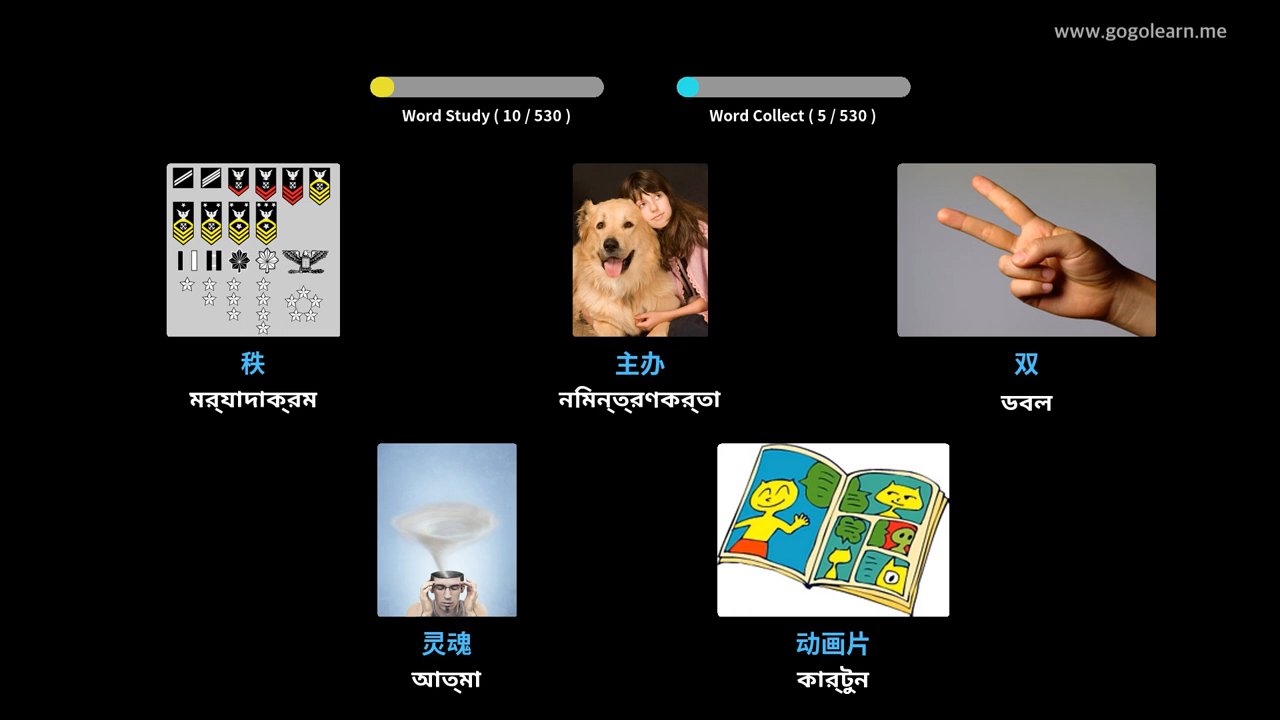 www.gogolearn.me
Word Study ( 10 / 530 )
Word Collect ( 5 / 530 )
秩
মর্যাদাক্রম
主办
নিমন্ত্রণকর্তা
双
ডবল
灵魂
আত্মা
动画片
কার্টুন